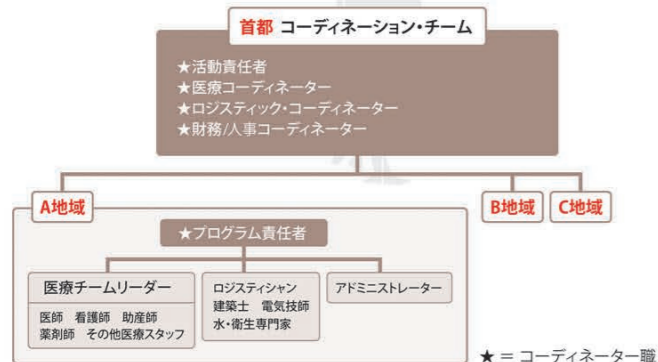 首都 コーディネーション・チーム
★活動責任者
★医療コーディネーター
★ロジスティック・コーディネーター
★財務/人事コーディネーター
A地域
B地域
C地域
★プログラム責任者
医療チームリーダー
医師 看護師 助産師
薬剤師 その他医療スタッフ
ロジスティシャン
建築士 電気技師
水・衛生専門家
アドミニストレーター
★ = コーディネーター職